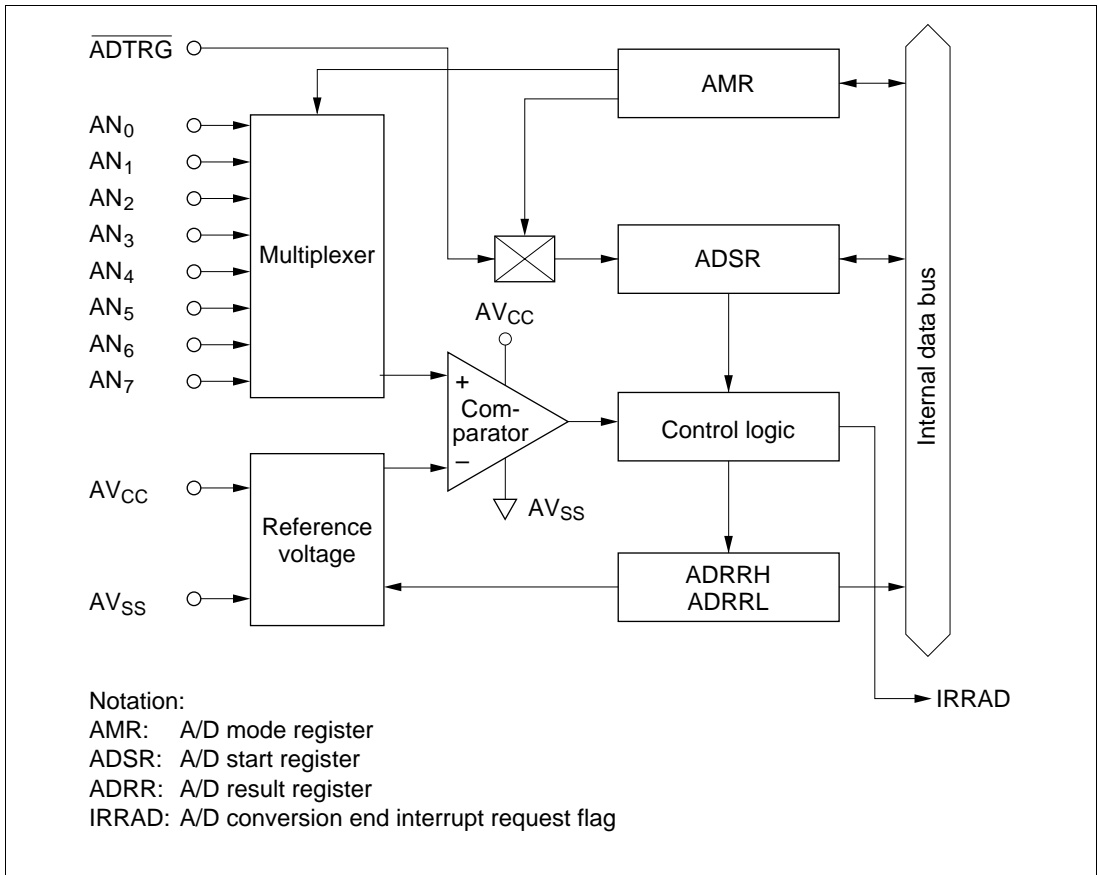 ADTRG
AMR
AN0
AN1
AN2
AN3
AN4
AN5
AN6
AN7
Multiplexer
ADSR
Internal data bus
AVCC
+
Com-
parator
−
AVSS
Control logic
AVCC
AVSS
Reference
voltage
ADRRH
ADRRL
IRRAD
Notation:
AMR: A/D mode register
ADSR: A/D start register
ADRR: A/D result register
IRRAD: A/D conversion end interrupt request flag